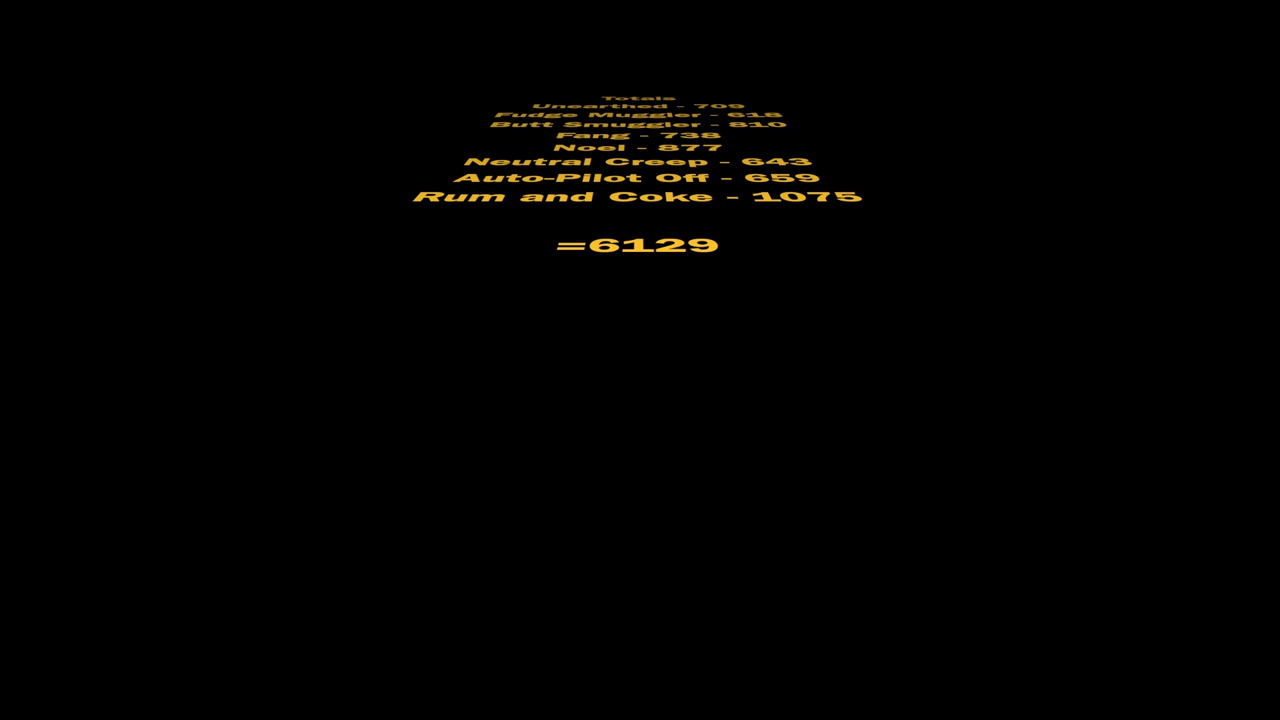 Totals
Unearthed - 709
Fudge Muggler - 618
Butt Smuggler - 810
Fang - 738
Noel - 877
Neutral Creep - 643
Auto-Pilot Off - 659
Rum and Coke - 1075
=6129